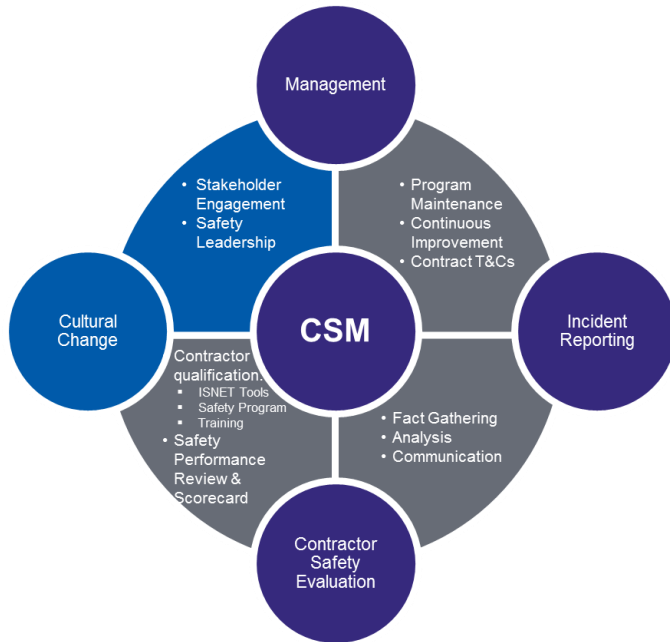 Management
• Stakeholder
Engagement
• Safety
Leadership
• Program
Maintenance
• Continuous
Improvement
• Contract T&Cs
Cultural
Change
CSM
Incident
Reporting
Contractor
qualification:
▪ ISNET Tools
▪ Safety Program
▪ Training
• Safety
Performance
Review &
Scorecard
• Fact Gathering
• Analysis
• Communication
Contractor
Safety
Evaluation